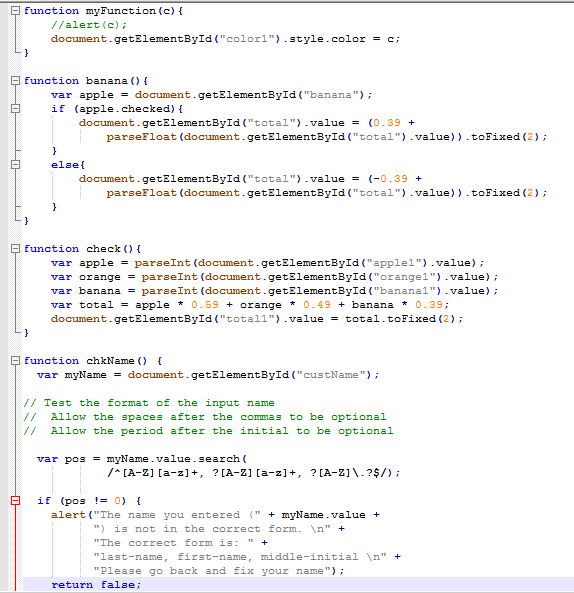 function myFunction(c){
//alert(c);
document.getElementById("color1").style.color = c;
}
function banana(){
var apple = document.getElementById("banana");
if (apple.checked){
document.getElementById("total").value = (0.39 +
parseFloat(document.getElementById("total").value)).toFixed(2);
}
else{
document.getElementById("total").value = (-0.39 +
parseFloat(document.getElementById("total").value)).toFixed(2);
}
}
function check(){
var apple = parseInt(document.getElementById("apple1").value);
var orange = parseInt(document.getElementById("orange1").value);
var banana = parseInt(document.getElementById("banana1").value);
var total = apple * 0.59 + orange * 0.49 + banana * 0.39;
document.getElementById("total1").value = total.toFixed(2);
}
function chkName() {
var myName = document.getElementById("custName");
// Test the format of the input name
//  Allow the spaces after the commas to be optional
//  Allow the period after the initial to be optional
var pos = myName.value.search(
/^[A-Z][a-z]+, ?[A-Z][a-z]+, ?[A-Z]\.?$/);
if (pos != 0) {
alert("The name you entered (" + myName.value +
") is not in the correct form. \n" +
"The correct form is: " +
"last-name, first-name, middle-initial \n" +
"Please go back and fix your name");
return false;